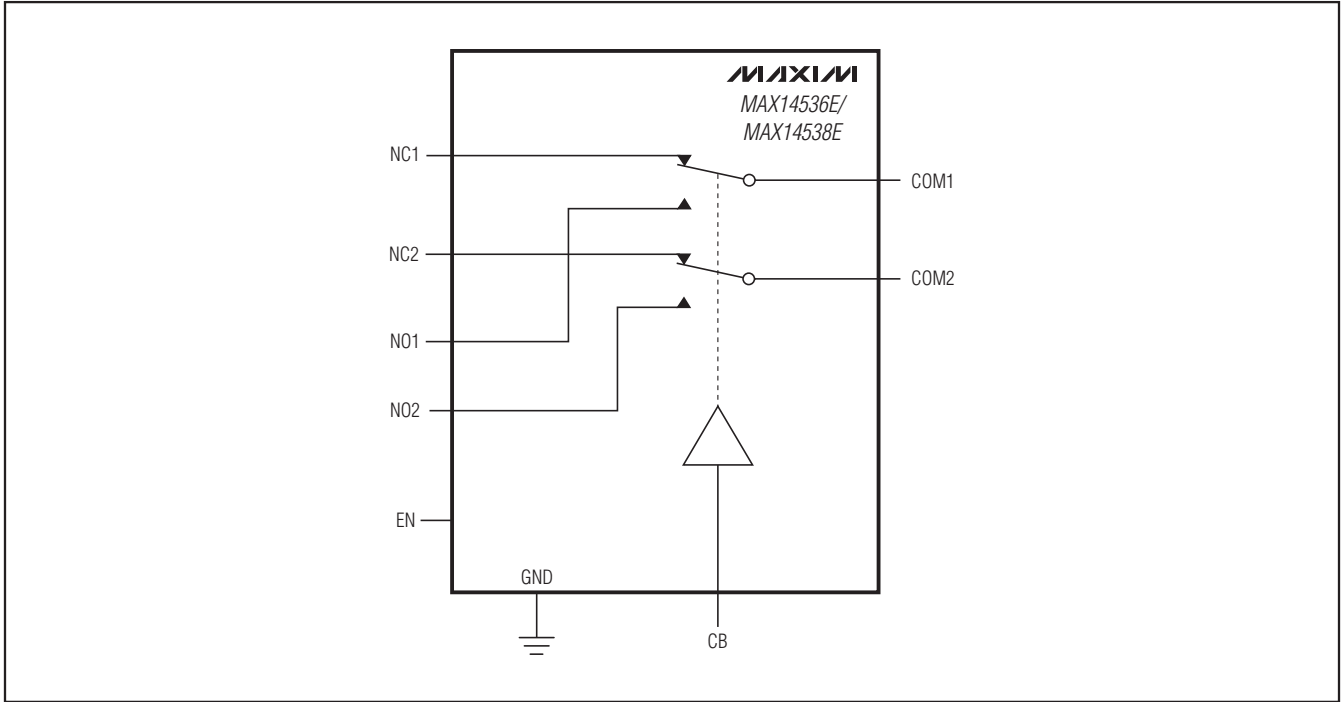 MAXIM
MAX14536E/
MAX14538E
NC1
COM1
NC2
COM2
NO1
NO2
EN
GND
CB